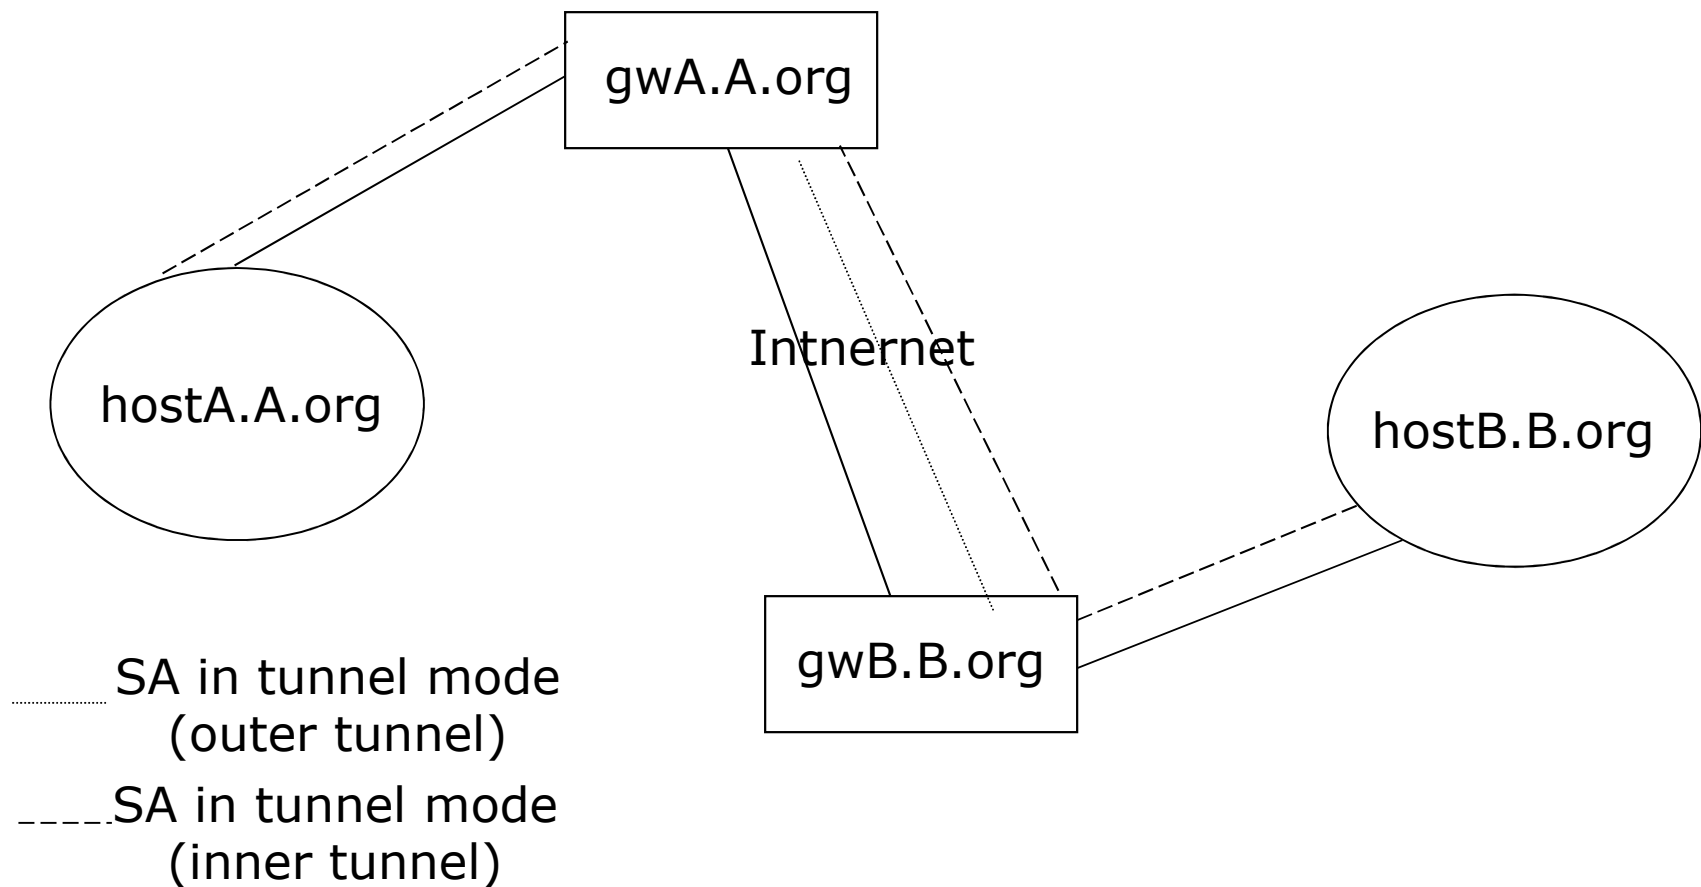 gwA.A.org
Intnernet
hostA.A.org
hostB.B.org
gwB.B.org
SA in tunnel mode
(outer tunnel)
SA in tunnel mode
(inner tunnel)